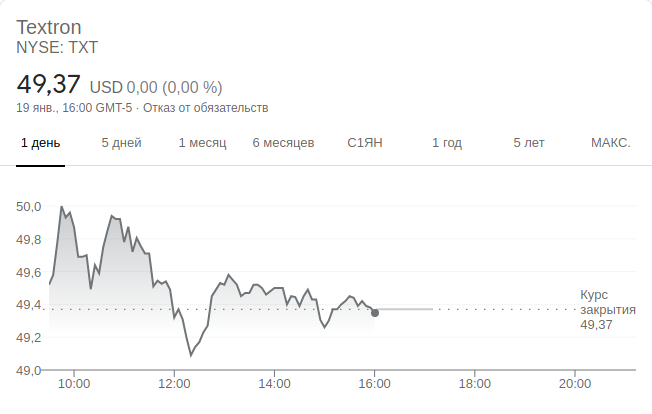 Textron
NYSE: TXT
49,37 USD 0,00 (0,00 %)
19 янв., 16:00 GMT-5 · Отказ от обязательств
1 день 5 дней 1 месяц 6 месяцев С1ЯН 1 год 5 лет МАКС.
50,0
49,8
49,6
49,4
49,2
49,0
Курс
закрытия
49,37
10:00 12:00 14:00 16:00 18:00 20:00